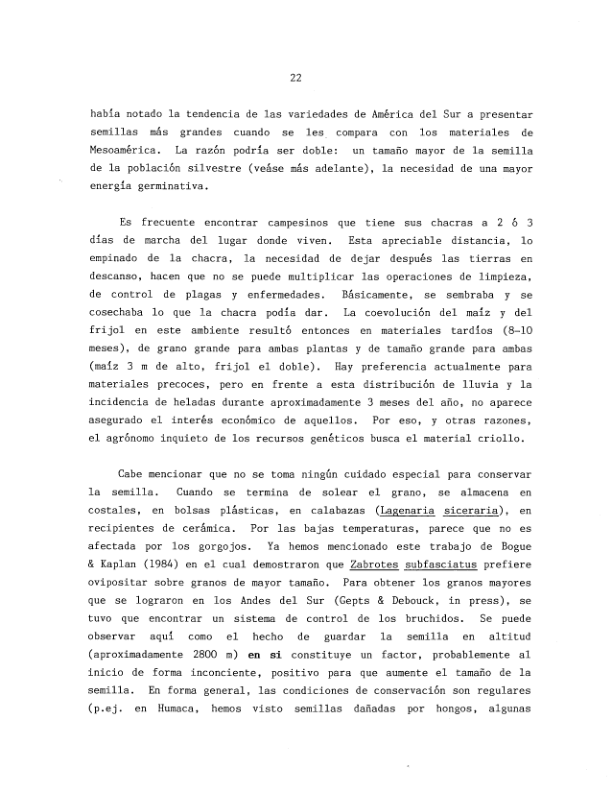 22
había notado la tendencia de las variedades de América del Sur a presentar
semillas más grandes cuando se les compara con los materiales de
Mesoamérica. La razón podría ser doble: un tamaño mayor de la semilla
de la población silvestre (veáse más adelante), la necesidad de una mayor
energía germinativa.
Es frecuente encontrar campesinos que tiene sus chacras a 2 ó 3
días de marcha del lugar donde viven. Esta apreciable distancia, lo
empinado de la chacra, la necesidad de dejar después las tierras en
descanso, hacen que no se puede multiplicar las operaciones de limpieza,
de control de plagas y enfermedades. Básicamente, se sembraba y se
cosechaba lo que la chacra podía dar. La coevolución del maíz y del
frijol en este ambiente resultó entonces en materiales tardíos (8-10
meses), de grano grande para ambas plantas y de tamaño grande para ambas
(maíz 3 m de alto, frijol el doble). Hay preferencia actualmente para
materiales precoces, pero en frente a esta distribución de lluvia y la
incidencia de heladas durante aproximadamente 3 meses del año, no aparece
asegurado el interés económico de aquellos. Por eso, y otras razones,
el agrónomo inquieto de los recursos genéticos busca el material criollo.
Cabe mencionar que no se toma ningún cuidado especial para conservar
la semilla. Cuando se termina de solear el grano, se almacena en
costales, en bolsas plásticas, en calabazas (Lagenaria siceraria), en
recipientes de cerámica. Por las bajas temperaturas, parece que no es
afectada por los gorgojos. Ya hemos mencionado este trabajo de Bogue
& Kaplan (1984) en el cual demostraron que Zabrotes subfasciatus prefiere
ovipositar sobre granos de mayor tamaño. Para obtener los granos mayores
que se lograron en los Andes del Sur (Gepts & Debouck, in press), se
tuvo que encontrar un sistema de control de los bruchidos. Se puede
observar aquí como el hecho de guardar la semilla en altitud
(aproximadamente 2800 m) en si constituye un factor, probablemente al
inicio de forma inconciente, positivo para que aumente el tamaño de la
semilla. En forma general, las condiciones de conservación son regulares
(p.ej. en Humaca, hemos visto semillas dañadas por hongos, algunas